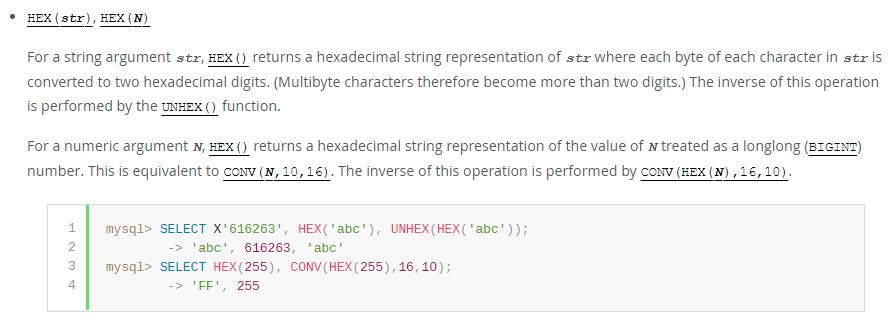 • HEX(str), HEX(N)
For a string argument str, HEX() returns a hexadecimal string representation of str where each byte of each character in str is
converted to two hexadecimal digits. (Multibyte characters therefore become more than two digits.) The inverse of this operation
is performed by the UNHEX() function.
For a numeric argument N, HEX() returns a hexadecimal string representation of the value of N treated as a longlong (BIGINT)
number. This is equivalent to CONV(N,10,16). The inverse of this operation is performed by CONV(HEX(N),16,10).
1 mysql> SELECT X'616263', HEX('abc'), UNHEX(HEX('abc'));
2 -> 'abc', 616263, 'abc'
3 mysql> SELECT HEX(255), CONV(HEX(255),16,10);
4 -> 'FF', 255